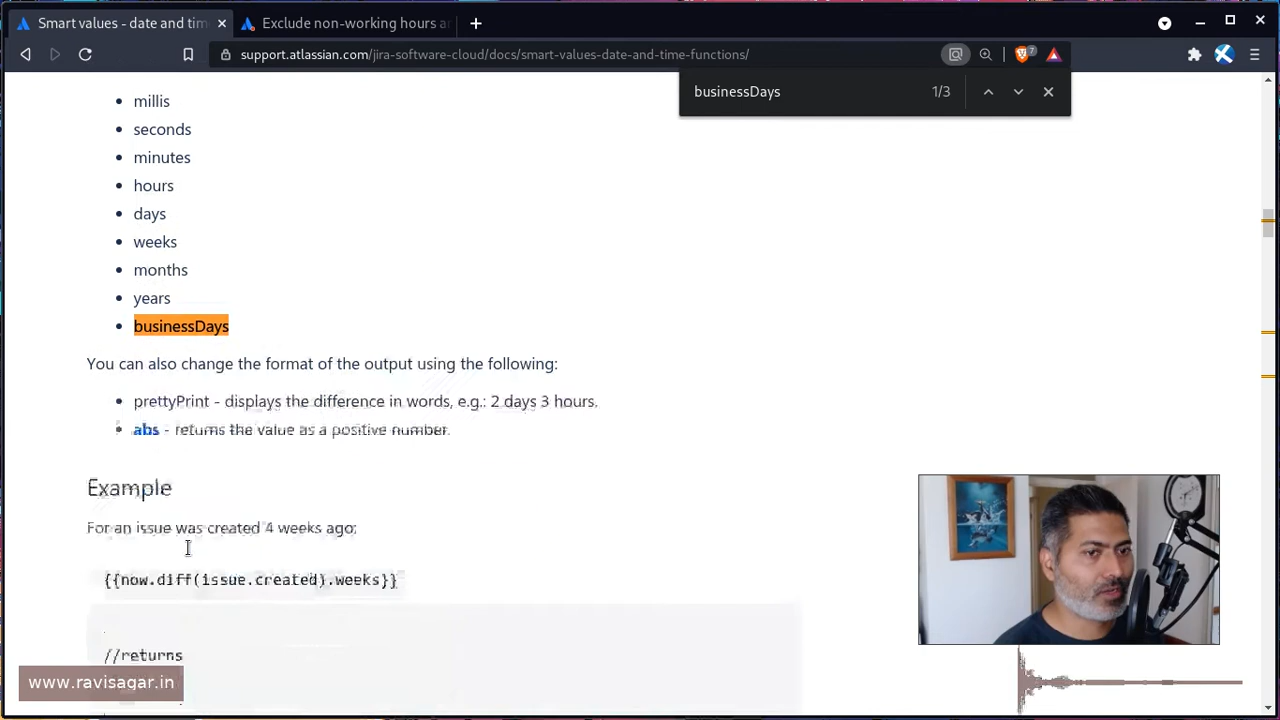 Smart values - date and tim
Exclude non-working hours a
support.atlassian.com/jira-software-cloud/docs/smart-values-date-and-time-functions/
7
businessDays
1/3
millis
seconds
minutes
hours
days
weeks
months
years
businessDays
You can also change the format of the output using the following:
prettyPrint - displays the difference in words, e.g.: 2 days 3 hours.
abs - returns the value as a positive number.
Example
For an issue was created 4 weeks ago:
{{now.diff(issue.created).weeks}}
//returns
www.ravisagar.in